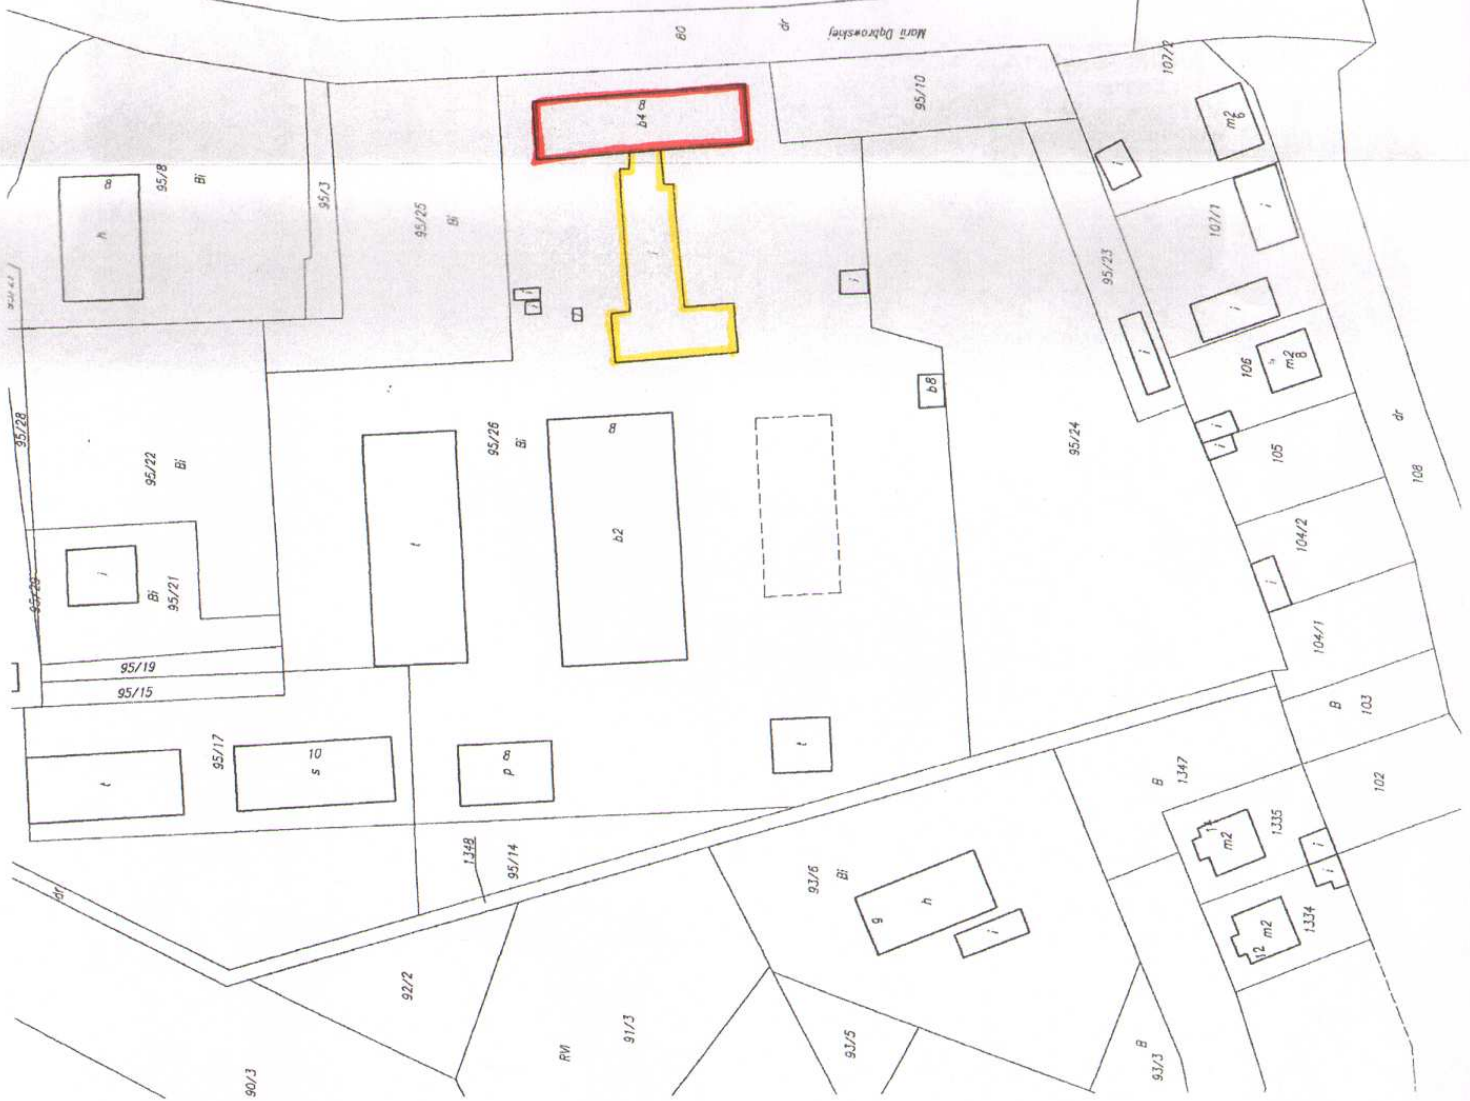 80
dr
Marii Dąbrowskiej
107/2
95/10
m2
6
8
b4
i
95/8
Bi
8
h
95/3
95/25
Bi
i
107/1
i
95/23
i
i
i
i
i
106
m2
8
b8
95/28
95/22
Bi
95/26
Bi
8
b2
t
95/24
i
i
105
dr
108
104/2
i
Bi
95/21
i
104/1
95/19
95/15
B
103
95/17
10
s
t
8
p
t
B
1347
102
1348
95/14
m2
1335
i
i
93/6
Bi
9
h
i
12
m2
1334
dr
92/2
RVI
91/3
93/5
B
93/3
90/3